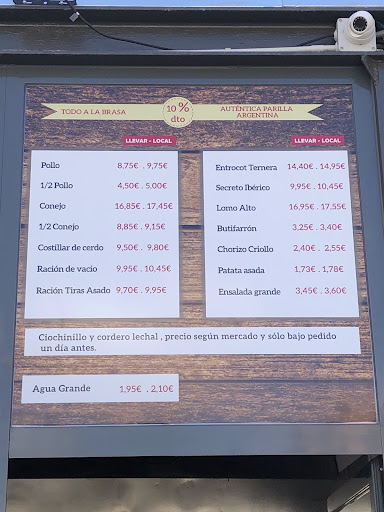 TODO A LA BRASA
10 %
dto
AUTÉNTICA PARILLA
ARGENTINA
LLEVAR - LOCAL
Pollo 8,75€ . 9,75€
1/2 Pollo 4,50€ . 5,00€
Conejo 16,85€ . 17,45€
1/2 Conejo 8,85€ . 9,15€
Costillar de cerdo 9,50€ . 9,80€
Ración de vacio 9,95€ . 10,45€
Ración Tiras Asado 9,70€ . 9,95€
LLEVAR - LOCAL
Entrocot Ternera 14,40€ . 14,95€
Secreto Ibérico 9,95€ . 10,45€
Lomo Alto 16,95€ . 17,55€
Butifarrón 3,25€ . 3,40€
Chorizo Criollo 2,40€ . 2,55€
Patata asada 1,73€ . 1,78€
Ensalada grande 3,45€ . 3,60€
Ciochinillo y cordero lechal , precio según mercado y sólo bajo pedido
un día antes.
Agua Grande 1,95€ . 2,10€